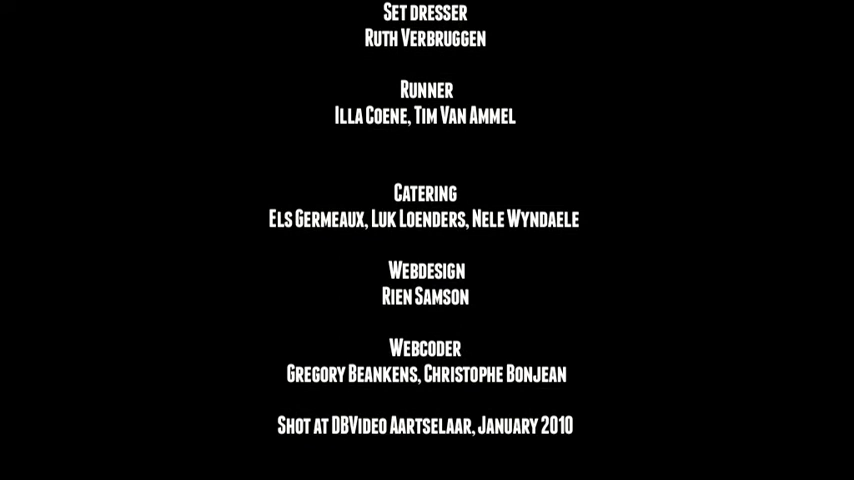 Set dresser
Ruth Verbruggen
Runner
Illa Coene, Tim Van Ammel
Catering
Els Germeaux, Luk Loenders, Nele Wyndaele
Webdesign
Rien Samson
Webcoder
Gregory Beankens, Christophe Bonjean
Shot at DBVideo Aartselaar, January 2010